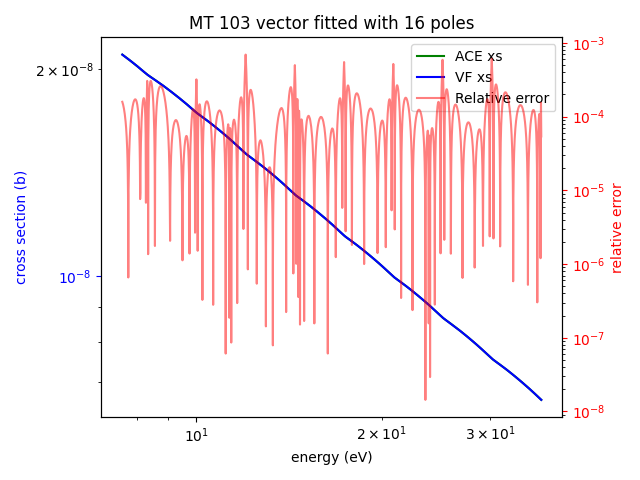 MT 103 vector fitted with 16 poles
ACE xs
VF xs
Relative error
2 × 10⁻⁸
10⁻⁸
cross section (b)
10⁻³
10⁻⁴
10⁻⁵
10⁻⁶
10⁻⁷
10⁻⁸
relative error
10¹
2 × 10¹
3 × 10¹
energy (eV)